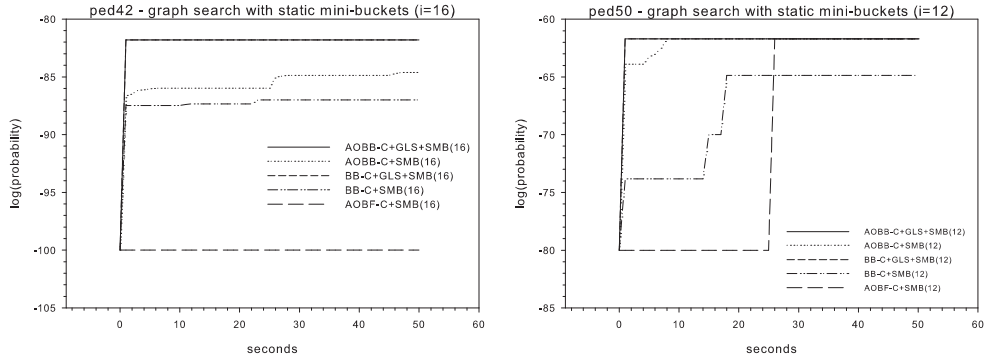 ped42 - graph search with static mini-buckets (i=16)
-80
-85
-90
-95
-100
-105
log(probability)
AOBB-C+GLS+SMB(16)
AOBB-C+SMB(16)
BB-C+GLS+SMB(16)
BB-C+SMB(16)
AOBF-C+SMB(16)
0 10 20 30 40 50 60
seconds
ped50 - graph search with static mini-buckets (i=12)
-60
-65
-70
-75
-80
-85
log(probability)
AOBB-C+GLS+SMB(12)
AOBB-C+SMB(12)
BB-C+GLS+SMB(12)
BB-C+SMB(12)
AOBF-C+SMB(12)
0 10 20 30 40 50 60
seconds